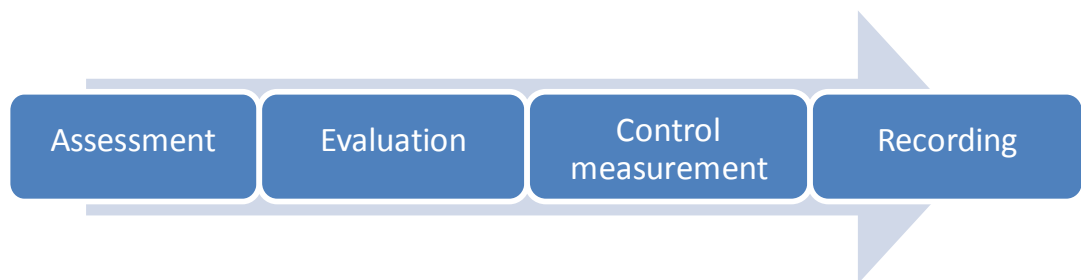 Assessment
Evaluation
Control
measurement
Recording